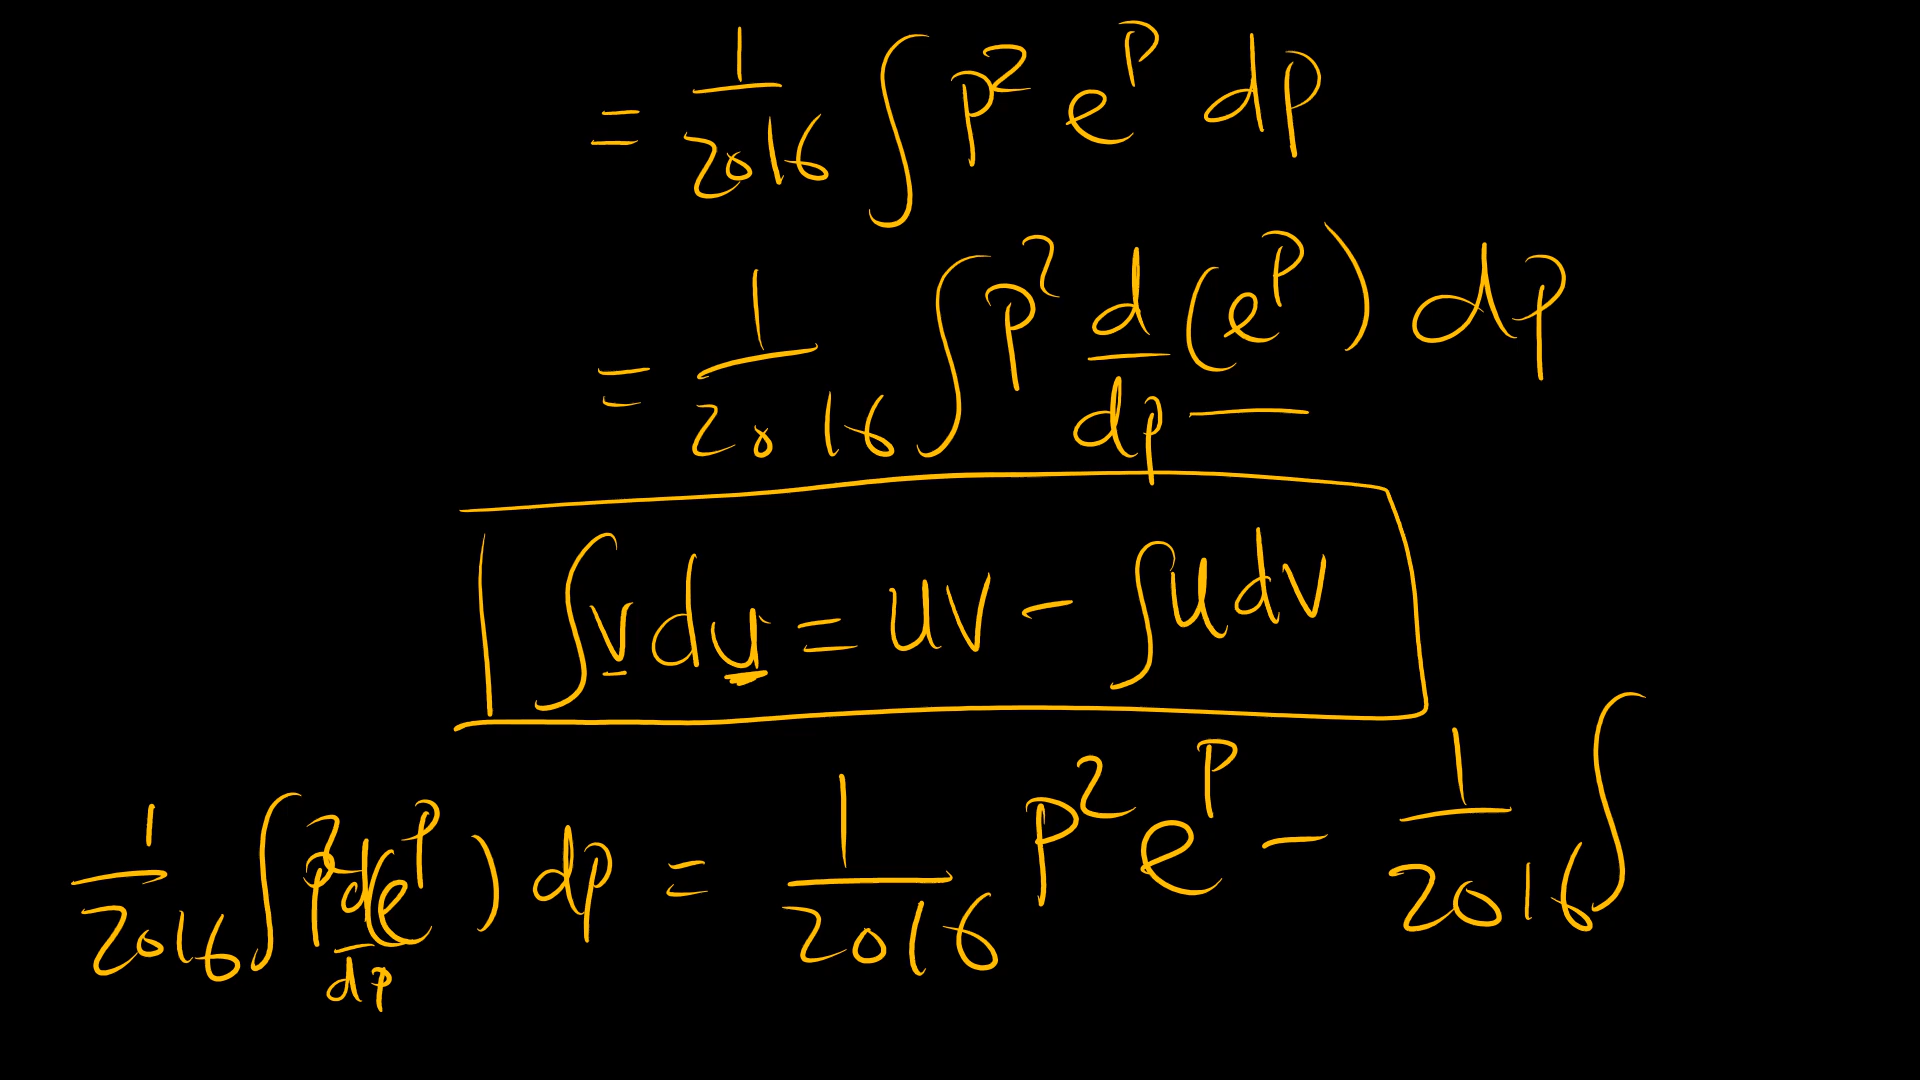 = 1/2016 ∫ p² e^p dp
= 1/2016 ∫ p² d/dp (e^p) dp
∫ v du = uv - ∫ u dv
1/2016 ∫ p² d/dp (e^p) dp = 1/2016 p² e^p - 1/2016 ∫